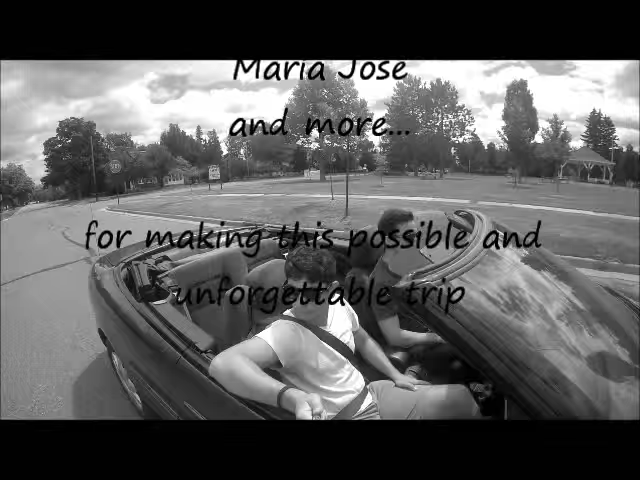 Maria Jose
and more...
for making this possible and
unforgettable trip